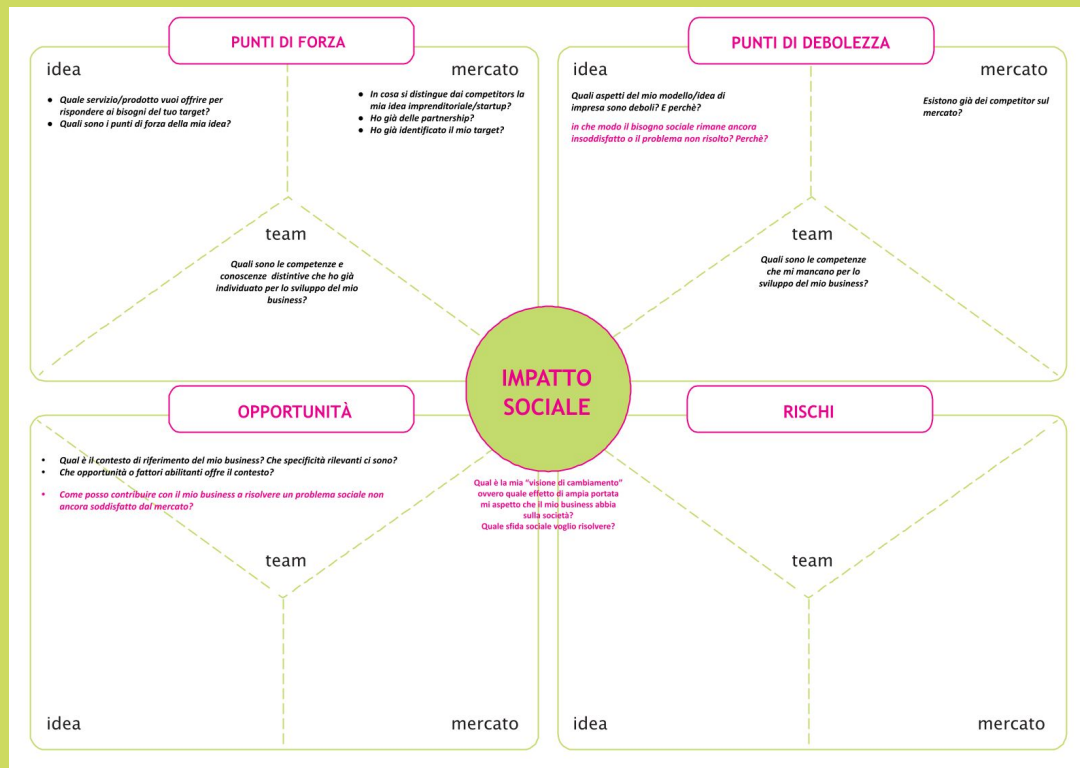 PUNTI DI FORZA
idea
mercato
● Quale servizio/prodotto vuoi offrire per
rispondere ai bisogni del tuo target?
● Quali sono i punti di forza della mia idea?
● In cosa si distingue dai competitors la
mia idea imprenditoriale/startup?
● Ho già delle partnership?
● Ho già identificato il mio target?
team
Quali sono le competenze e
conoscenze distintive che ho già
individuato per lo sviluppo del mio
business?
PUNTI DI DEBOLEZZA
idea
mercato
Quali aspetti del mio modello/idea di
impresa sono deboli? E perchè?
in che modo il bisogno sociale rimane ancora
insoddisfatto o il problema non risolto? Perchè?
Esistono già dei competitor sul
mercato?
team
Quali sono le competenze
che mi mancano per lo
sviluppo del mio business?
IMPATTO
SOCIALE
Qual è la mia “visione di cambiamento”
ovvero quale effetto di ampia portata
mi aspetto che il mio business abbia
sulla società?
Quale sfida sociale voglio risolvere?
OPPORTUNITÀ
• Qual è il contesto di riferimento del mio business? Che specificità rilevanti ci sono?
• Che opportunità o fattori abilitanti offre il contesto?
• Come posso contribuire con il mio business a risolvere un problema sociale non
ancora soddisfatto dal mercato?
team
idea
mercato
RISCHI
team
idea
mercato